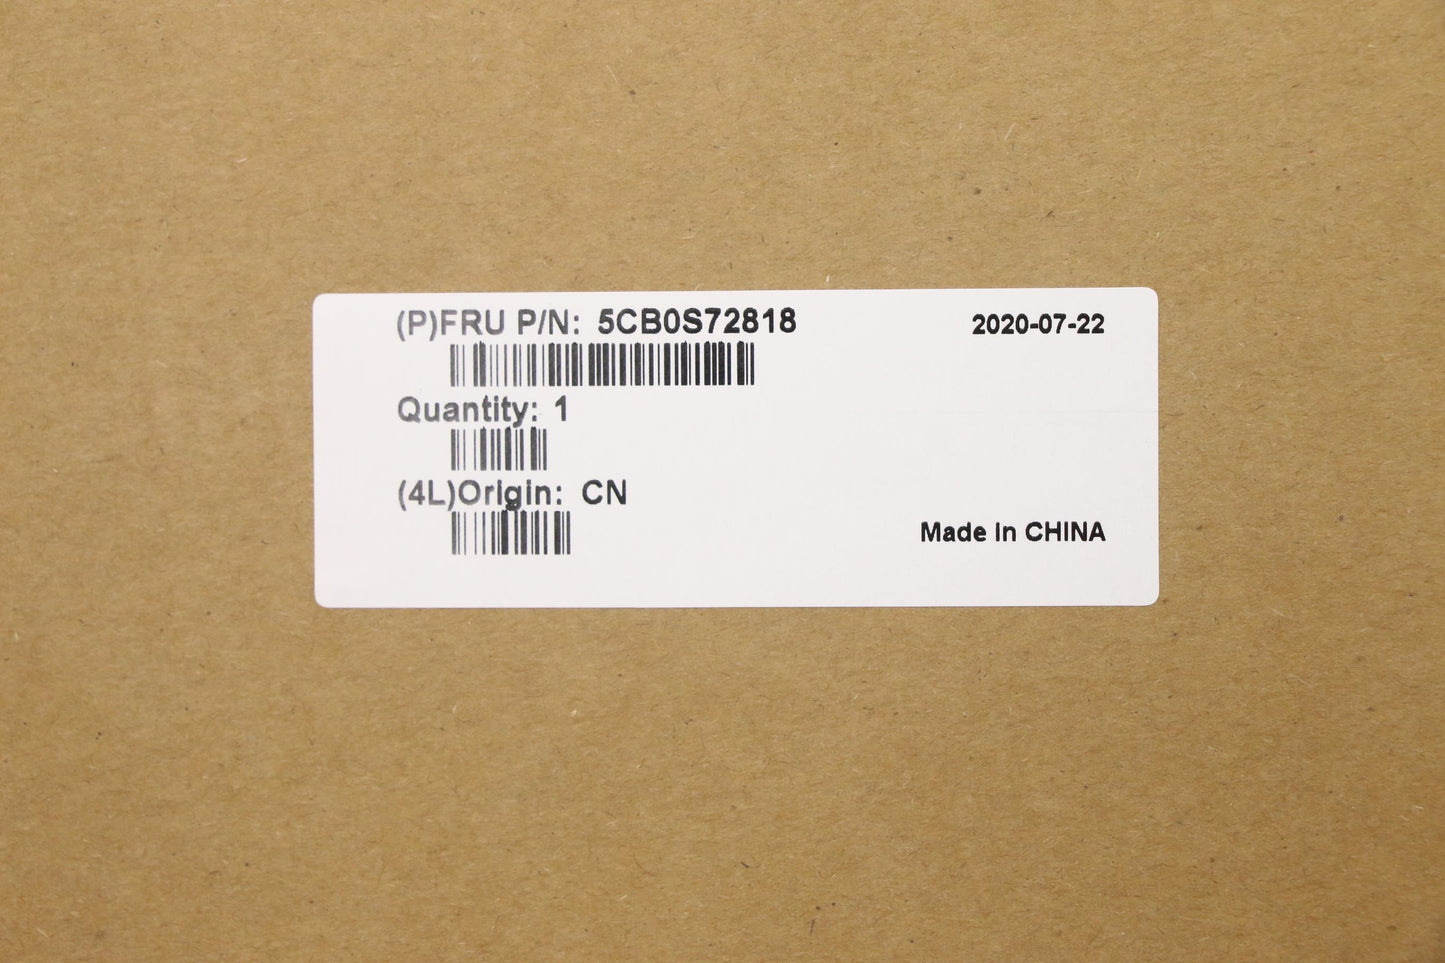 (P)FRU P/N: 5CB0S72818
2020-07-22
Quantity: 1
(4L)Origin: CN
Made In CHINA